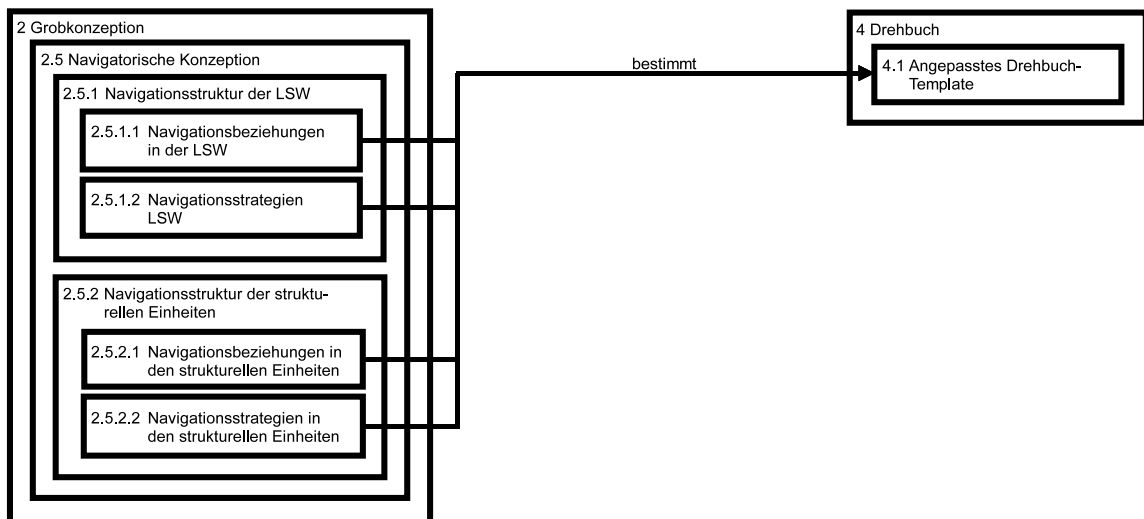 2 Grobkonzeption
2.5 Navigatorische Konzeption
2.5.1 Navigationsstruktur der LSW
2.5.1.1 Navigationsbeziehungen
in der LSW
2.5.1.2 Navigationsstrategien
LSW
2.5.2 Navigationsstruktur der struktu-
rellen Einheiten
2.5.2.1 Navigationsbeziehungen in
den strukturellen Einheiten
2.5.2.2 Navigationsstrategien in
den strukturellen Einheiten
bestimmt
4 Drehbuch
4.1 Angepasstes Drehbuch-
Template